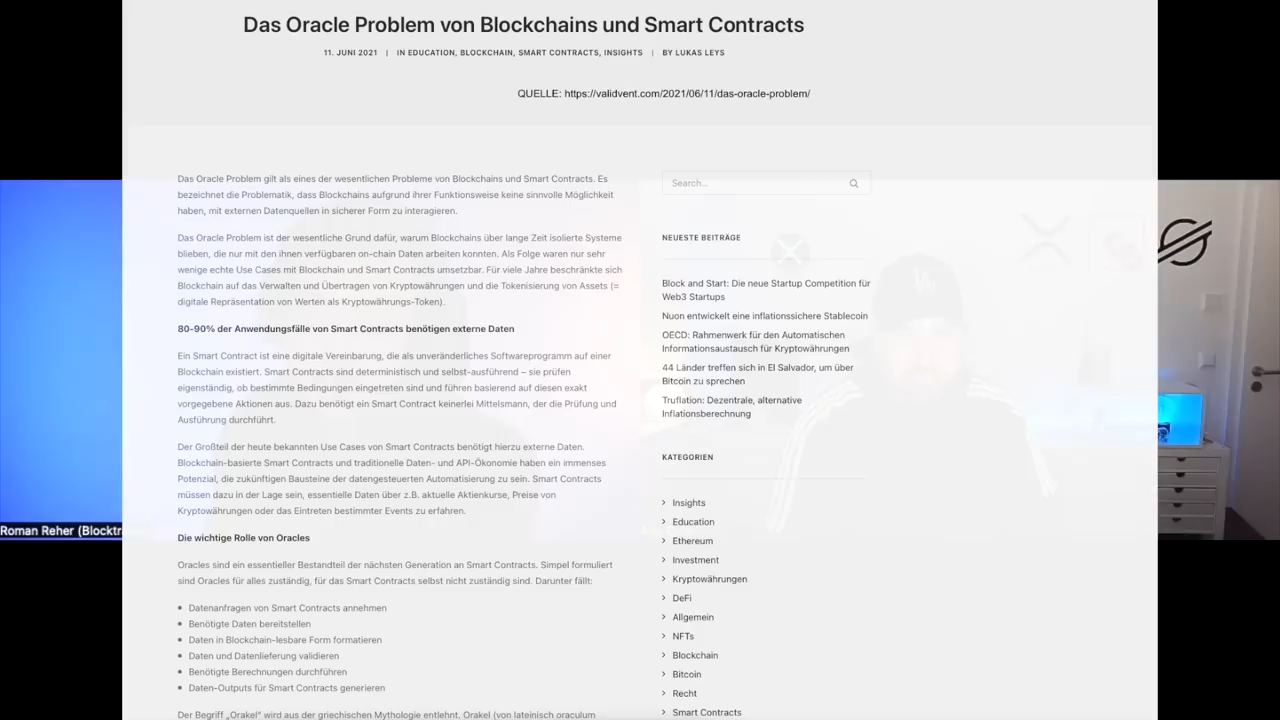 Das Oracle Problem von Blockchains und Smart Contracts
11. JUNI 2021 | IN EDUCATION, BLOCKCHAIN, SMART CONTRACTS, INSIGHTS | BY LUKAS LEYS
QUELLE: https://validvent.com/2021/06/11/das-oracle-problem/
Das Oracle Problem gilt als eines der wesentlichen Probleme von Blockchains und Smart Contracts. Es
bezeichnet die Problematik, dass Blockchains aufgrund ihrer Funktionsweise keine sinnvolle Möglichkeit
haben, mit externen Datenquellen in sicherer Form zu interagieren.
Das Oracle Problem ist der wesentliche Grund dafür, warum Blockchains über lange Zeit isolierte Systeme
blieben, die nur mit den ihnen verfügbaren on-chain Daten arbeiten konnten. Als Folge waren nur sehr
wenige echte Use Cases mit Blockchain und Smart Contracts umsetzbar. Für viele Jahre beschränkte sich
Blockchain auf das Verwalten und Übertragen von Kryptowährungen und die Tokenisierung von Assets (=
digitale Repräsentation von Werten als Kryptowährungs-Token).
80-90% der Anwendungsfälle von Smart Contracts benötigen externe Daten
Ein Smart Contract ist eine digitale Vereinbarung, die als unveränderliches Softwareprogramm auf einer
Blockchain existiert. Smart Contracts sind deterministisch und selbst-ausführend – sie prüfen
eigenständig, ob bestimmte Bedingungen eingetreten sind und führen basierend auf diesen exakt
vorgegebene Aktionen aus. Dazu benötigt ein Smart Contract keinerlei Mittelsmann, der die Prüfung und
Ausführung durchführt.
Der Großteil der heute bekannten Use Cases von Smart Contracts benötigt hierzu externe Daten.
Blockchain-basierte Smart Contracts und traditionelle Daten- und API-Ökonomie haben ein immenses
Potenzial, die zukünftigen Bausteine der datengesteuerten Automatisierung zu sein. Smart Contracts
müssen dazu in der Lage sein, essentielle Daten über z.B. aktuelle Aktienkurse, Preise von
Kryptowährungen oder das Eintreten bestimmter Events zu erfahren.
Die wichtige Rolle von Oracles
Oracles sind ein essentieller Bestandteil der nächsten Generation an Smart Contracts. Simpel formuliert
sind Oracles für alles zuständig, für das Smart Contracts selbst nicht zuständig sind. Darunter fällt:
• Datenanfragen von Smart Contracts annehmen
• Benötigte Daten bereitstellen
• Daten in Blockchain-lesbare Form formatieren
• Daten und Datenlieferung validieren
• Benötigte Berechnungen durchführen
• Daten-Outputs für Smart Contracts generieren
Der Begriff „Orakel" wird aus der griechischen Mythologie entlehnt. Orakel (von lateinisch oraculum
Search...
NEUESTE BEITRÄGE
Block and Start: Die neue Startup Competition für
Web3 Startups
Nuon entwickelt eine inflationssichere Stablecoin
OECD: Rahmenwerk für den Automatischen
Informationsaustausch für Kryptowährungen
44 Länder treffen sich in El Salvador, um über
Bitcoin zu sprechen
Truflation: Dezentrale, alternative
Inflationsberechnung
KATEGORIEN
Insights
Education
Ethereum
Investment
Kryptowährungen
DeFi
Allgemein
NFTs
Blockchain
Bitcoin
Recht
Smart Contracts
Roman Reher (Blocktr